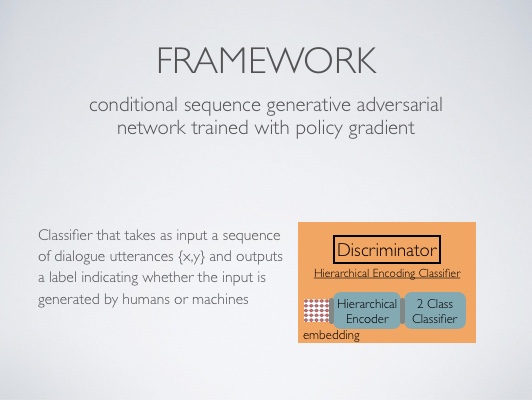 FRAMEWORK
conditional sequence generative adversarial
network trained with policy gradient
Classifier that takes as input a sequence
of dialogue utterances {x,y} and outputs
a label indicating whether the input is
generated by humans or machines
Discriminator
Hierarchical Encoding Classifier
Hierarchical
Encoder
2 Class
Classifier
embedding